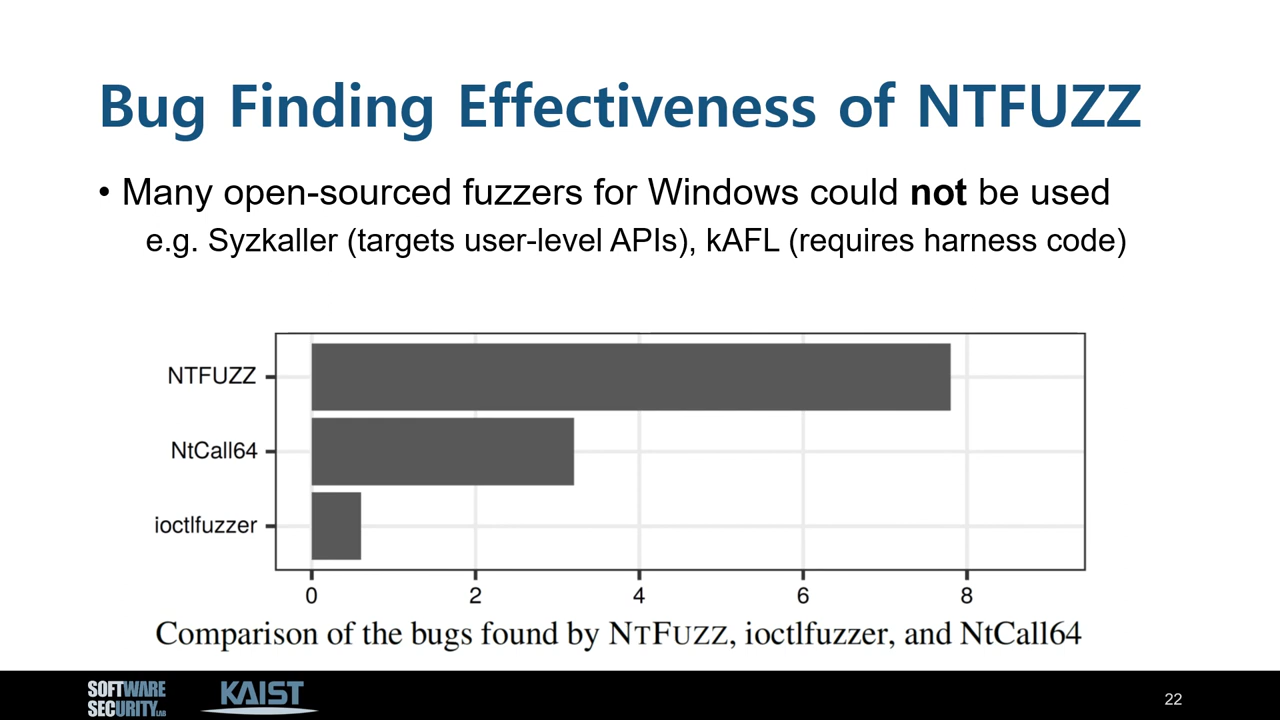 Bug Finding Effectiveness of NTFUZZ
• Many open-sourced fuzzers for Windows could not be used
e.g. Syzkaller (targets user-level APIs), kAFL (requires harness code)
NTFUZZ
NtCall64
ioctlfuzzer
0 2 4 6 8
Comparison of the bugs found by NTFUZZ, ioctlfuzzer, and NtCall64
SOFTWARE
SECURITY LAB
KAIST
22